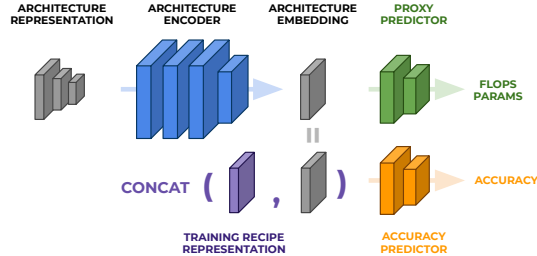 ARCHITECTURE
REPRESENTATION
ARCHITECTURE
ENCODER
ARCHITECTURE
EMBEDDING
PROXY
PREDICTOR
FLOPS
PARAMS
=
CONCAT ( , )
ACCURACY
TRAINING RECIPE
REPRESENTATION
ACCURACY
PREDICTOR